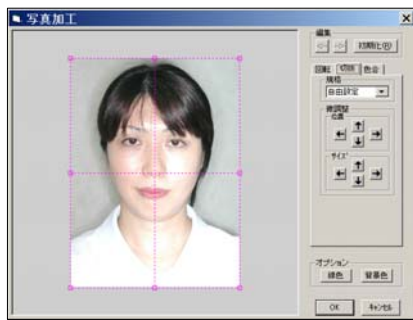 写真加工
編集
初期化(R)
回転 切抜 色合
規格
自由設定
微調整
位置
サイズ
オプション
線色 背景色
OK キャンセル